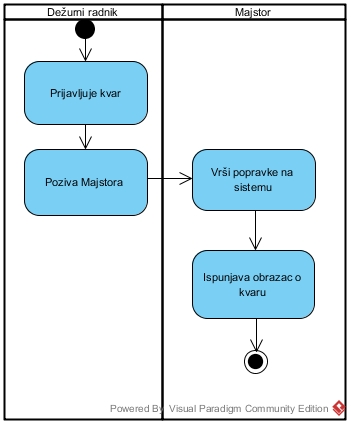 Dežurni radnik
Majstor
Prijavljuje kvar
Poziva Majstora
Vrši popravke na
sistemu
Ispunjava obrazac o
kvaru
Powered By Visual Paradigm Community Edition